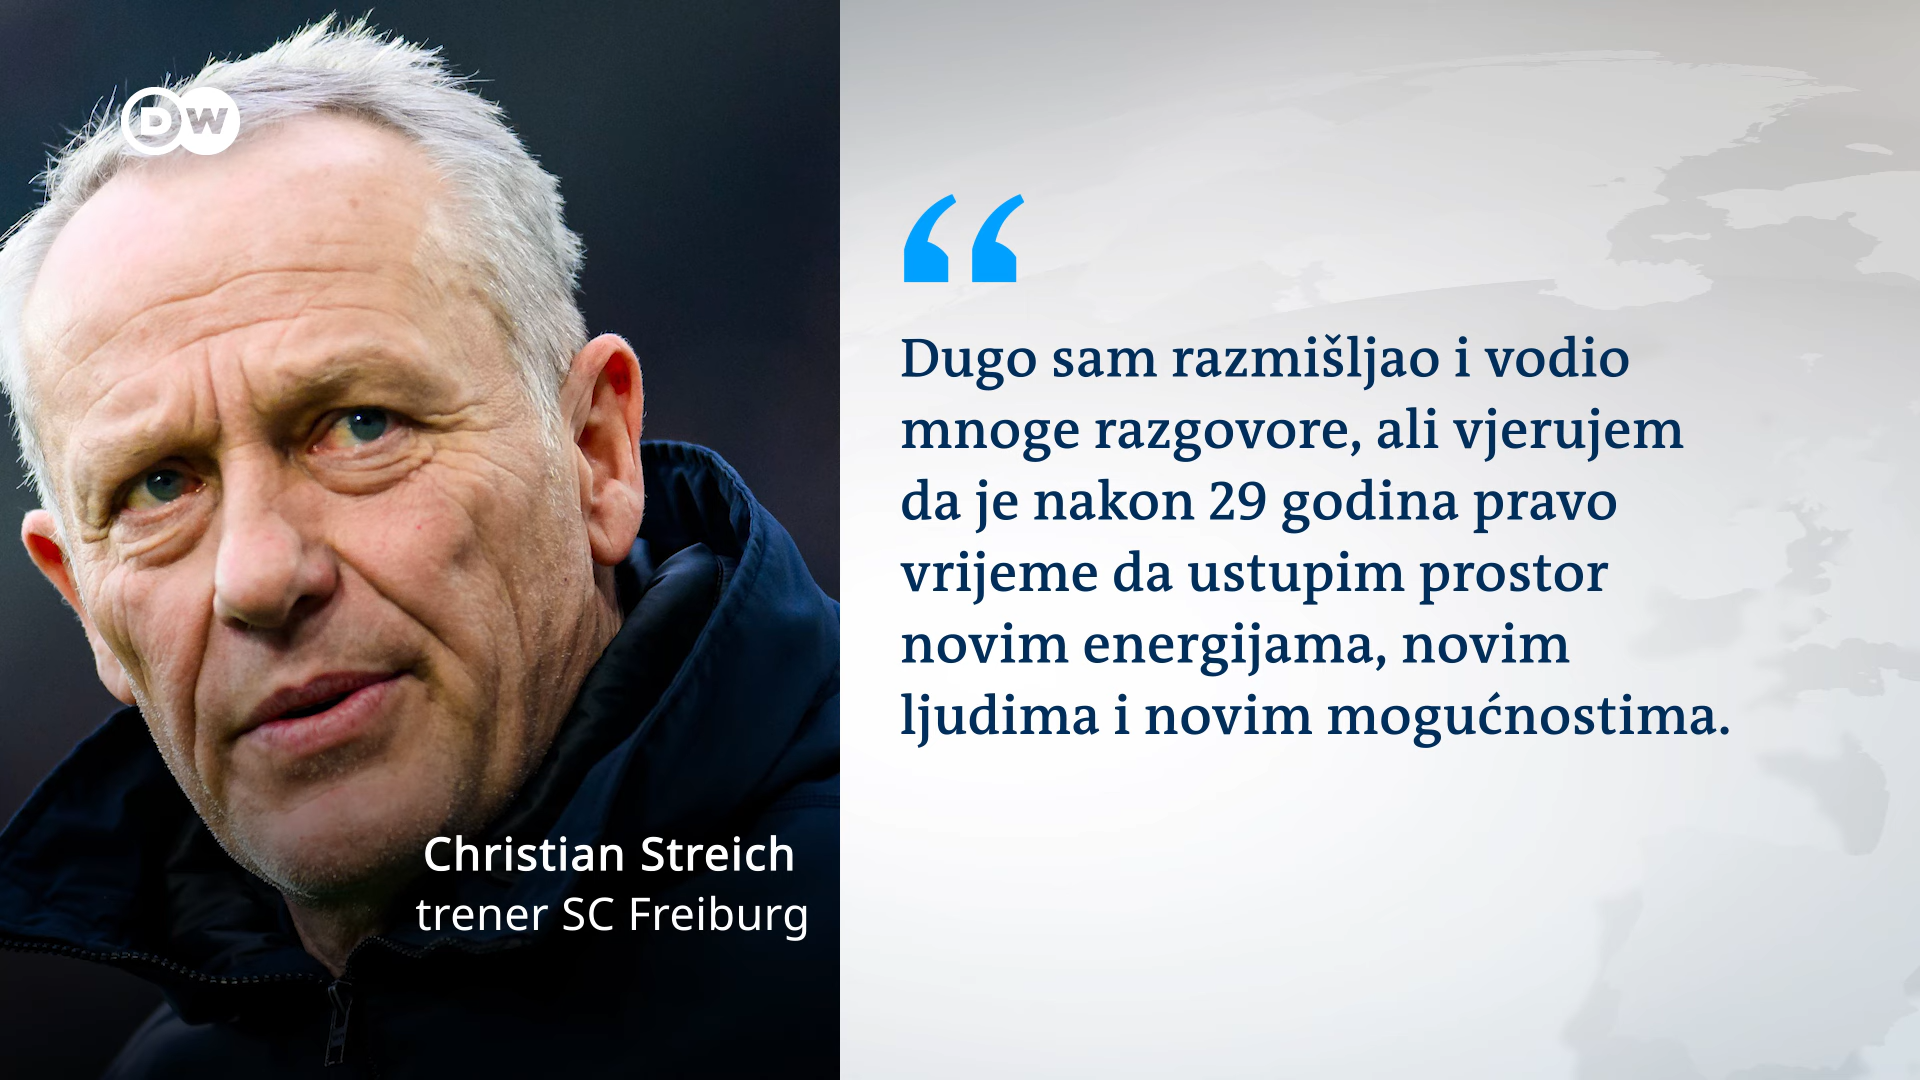 DW
Christian Streich
trener SC Freiburg
“
Dugo sam razmišljao i vodio
mnoge razgovore, ali vjerujem
da je nakon 29 godina pravo
vrijeme da ustupim prostor
novim energijama, novim
ljudima i novim mogućnostima.